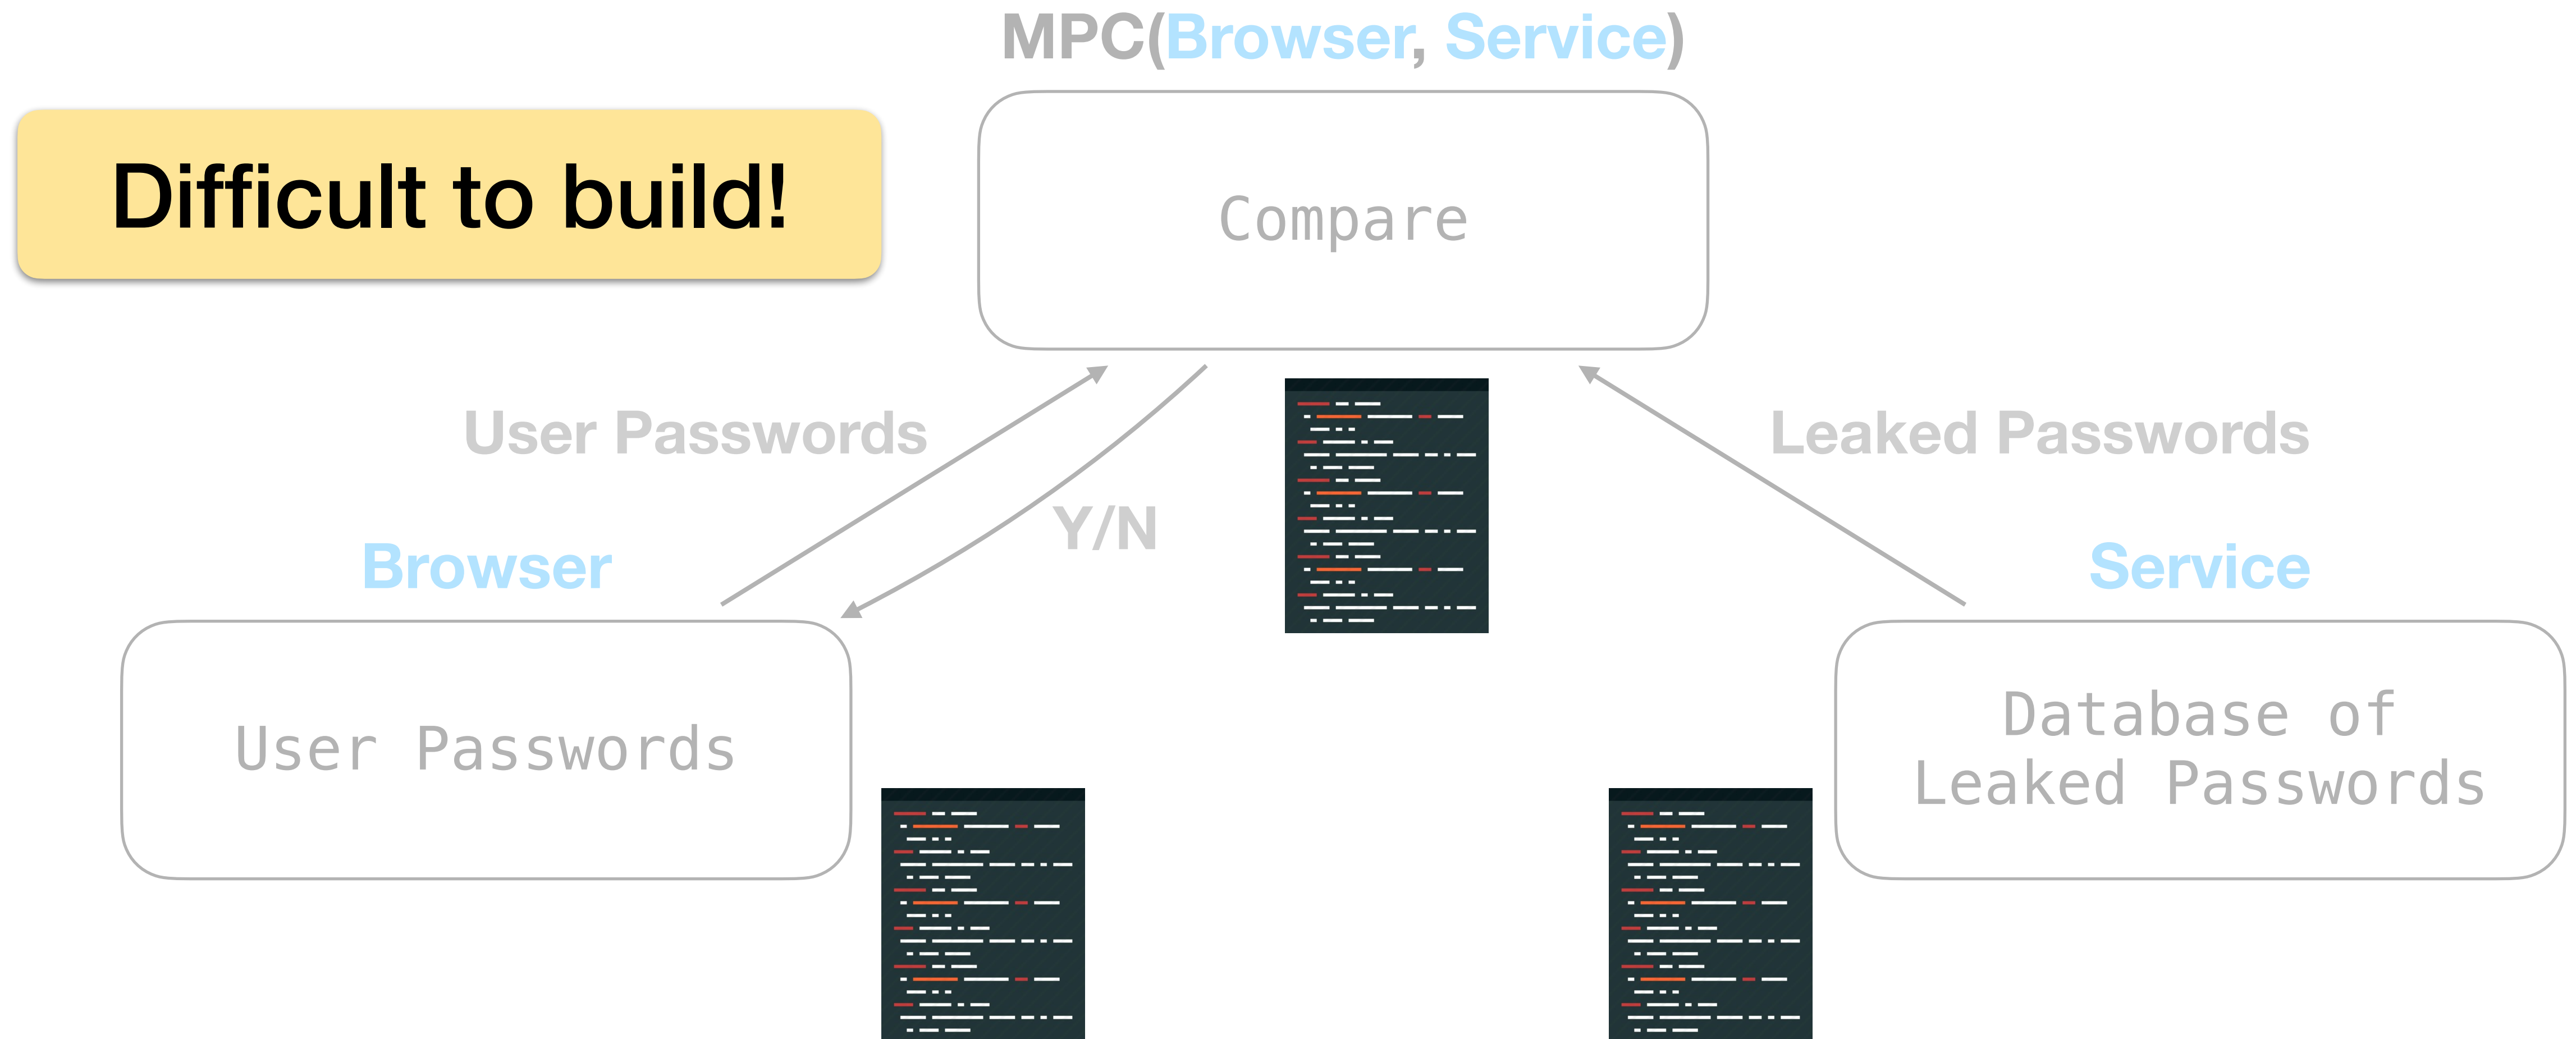 MPC(Browser, Service)
Difficult to build!
Compare
User Passwords
Leaked Passwords
Y/N
Browser
Service
User Passwords
Database of
Leaked Passwords